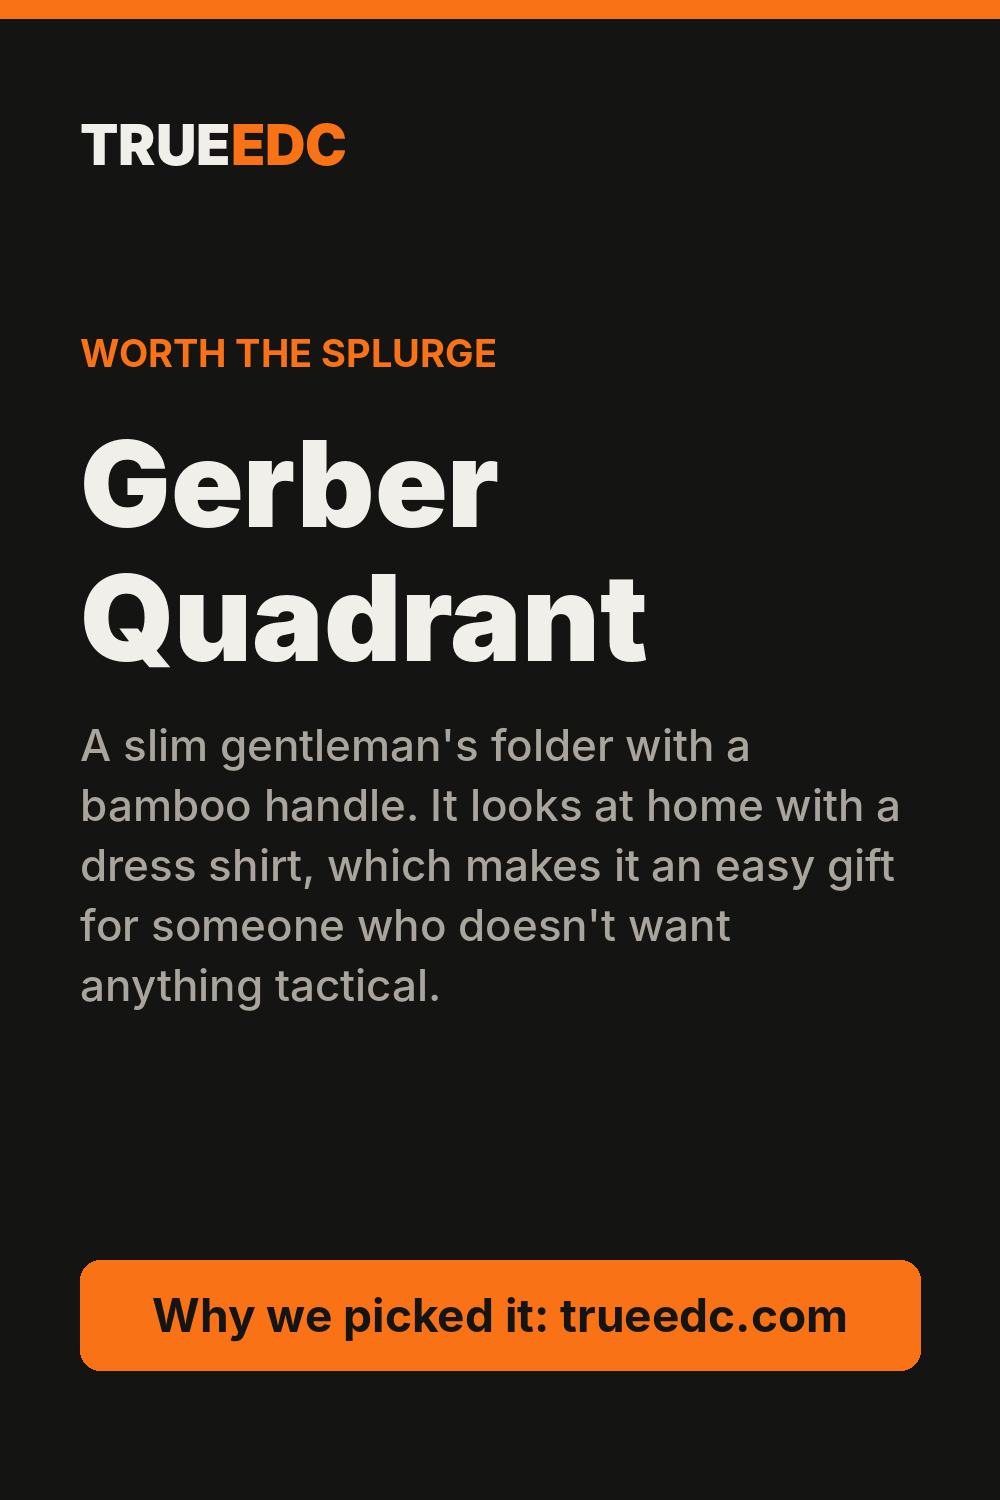 TRUEEDC
WORTH THE SPLURGE
Gerber
Quadrant
A slim gentleman's folder with a
bamboo handle. It looks at home with a
dress shirt, which makes it an easy gift
for someone who doesn't want
anything tactical.
Why we picked it: trueedc.com